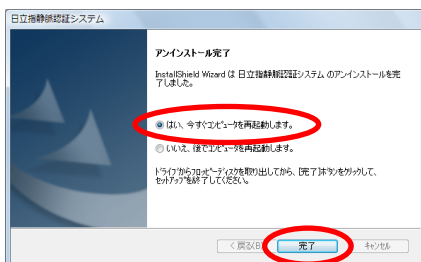 日立指静脈認証システム
アンインストール完了
InstallShield Wizard は 日立指静脈認証システム のアンインストールを完
了しました。
はい、今すぐコンピュータを再起動します。
いいえ、後でコンピュータを再起動します。
ドライブからフロッピーディスクを取り出してから、[完了]ボタンをクリックして、
セットアップを終了してください。
< 戻る(B)
完了
キャンセル